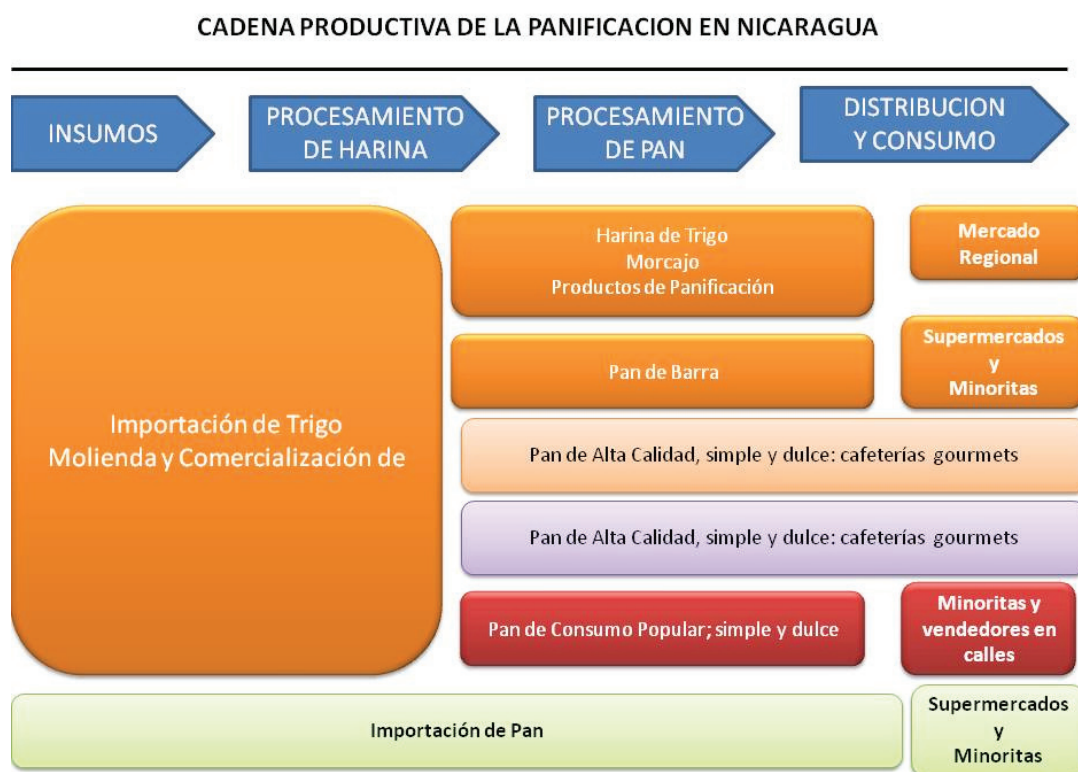 CADENA PRODUCTIVA DE LA PANIFICACION EN NICARAGUA
INSUMOS
PROCESAMIENTO
DE HARINA
PROCESAMIENTO
DE PAN
DISTRIBUCION
Y CONSUMO
Importación de Trigo
Molienda y Comercialización de
Harina de Trigo
Morcajo
Productos de Panificación
Mercado
Regional
Pan de Barra
Supermercados
y
Minoritas
Pan de Alta Calidad, simple y dulce: cafeterías gourmets
Pan de Alta Calidad, simple y dulce: cafeterías gourmets
Pan de Consumo Popular; simple y dulce
Minoritas y
vendedores en
calles
Importación de Pan
Supermercados
y
Minoritas